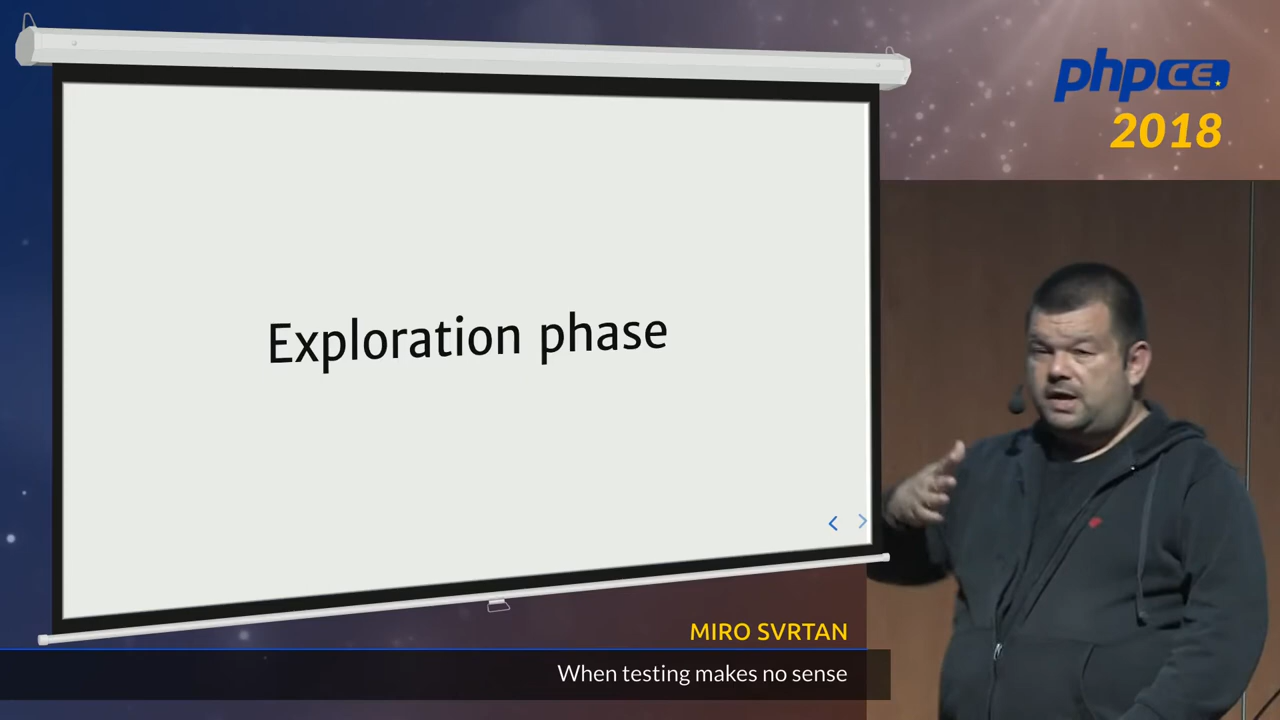 phpCE
2018
Exploration phase
MIRO SVRTAN
When testing makes no sense